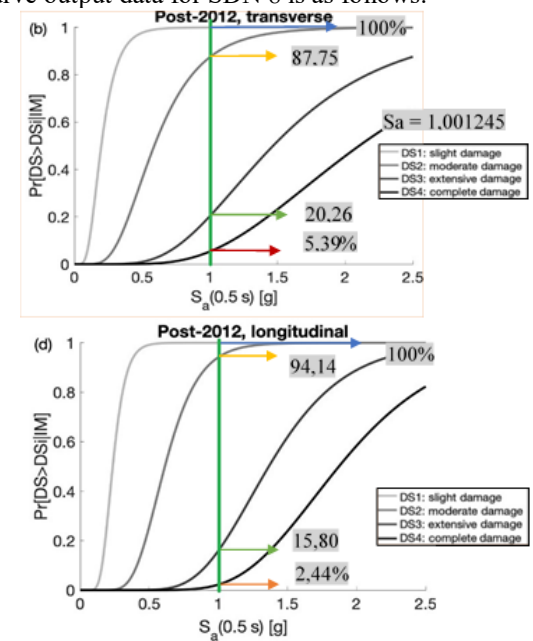 rve output data for SDN 8 is as follows:
Post-2012, transverse
(b)
1
100%
87,75
0.8
Pr[DS>DSi|IM]
0.6
Sa = 1,001245
0.4
DS1: slight damage
DS2: moderate damage
DS3: extensive damage
DS4: complete damage
0.2
20,26
5,39%
0
0 0.5 1 1.5 2 2.5
Sa(0.5 s) [g]
Post-2012, longitudinal
(d)
1
100%
94,14
0.8
Pr[DS>DSi|IM]
0.6
0.4
DS1: slight damage
DS2: moderate damage
DS3: extensive damage
DS4: complete damage
0.2
15,80
2,44%
0
0 0.5 1 1.5 2 2.5
Sa(0.5 s) [g]